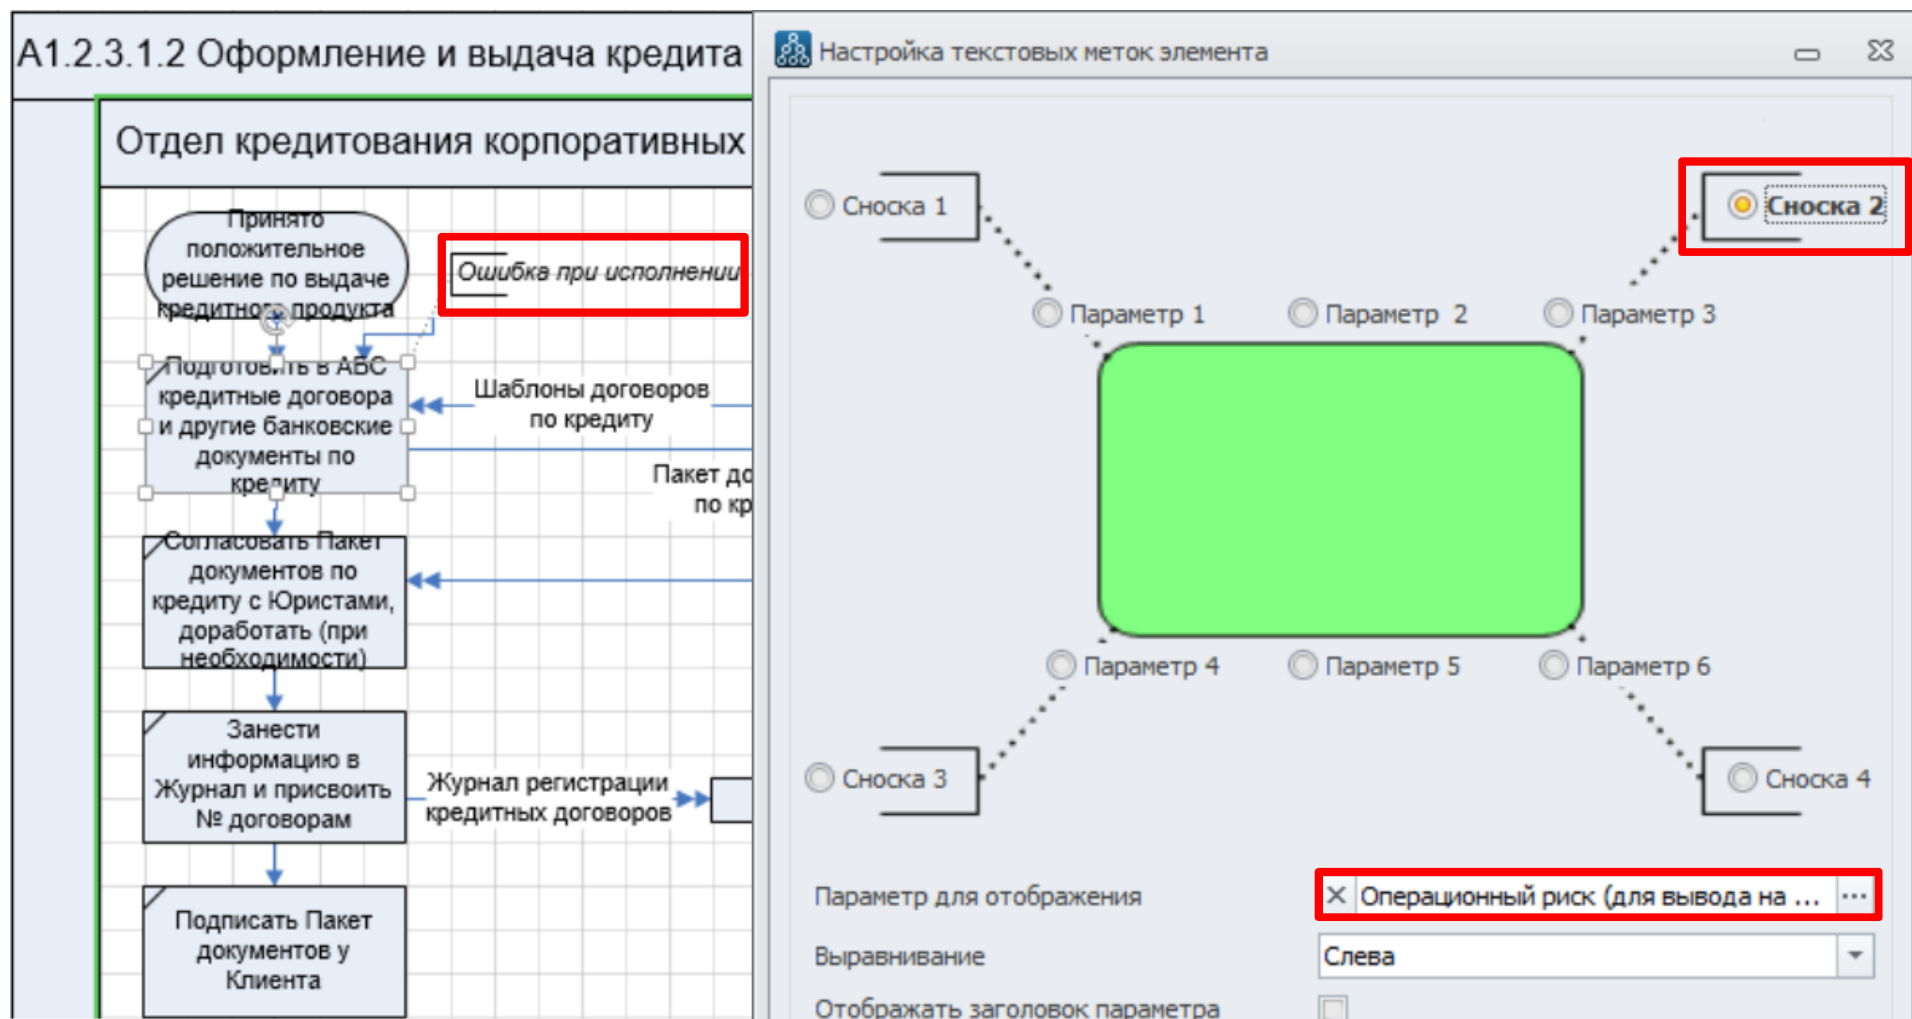 А1.2.3.1.2 Оформление и выдача кредита
Отдел кредитования корпоративных
Принято
положительное
решение по выдаче
кредитного продукта
Ошибка при исполнении
Подготовить в АБС
кредитные договора
и другие банковские
документы по
кредиту
Шаблоны договоров
по кредиту
Пакет до
по кр
Согласовать Пакет
документов по
кредиту с Юристами,
доработать (при
необходимости)
Занести
информацию в
Журнал и присвоить
№ договорам
Журнал регистрации
кредитных договоров
Подписать Пакет
документов у
Клиента
Настройка текстовых меток элемента
Сноска 1
Сноска 2
Параметр 1
Параметр 2
Параметр 3
Параметр 4
Параметр 5
Параметр 6
Сноска 3
Сноска 4
Параметр для отображения
Операционный риск (для вывода на ...
Выравнивание
Слева
Отображать заголовок параметра